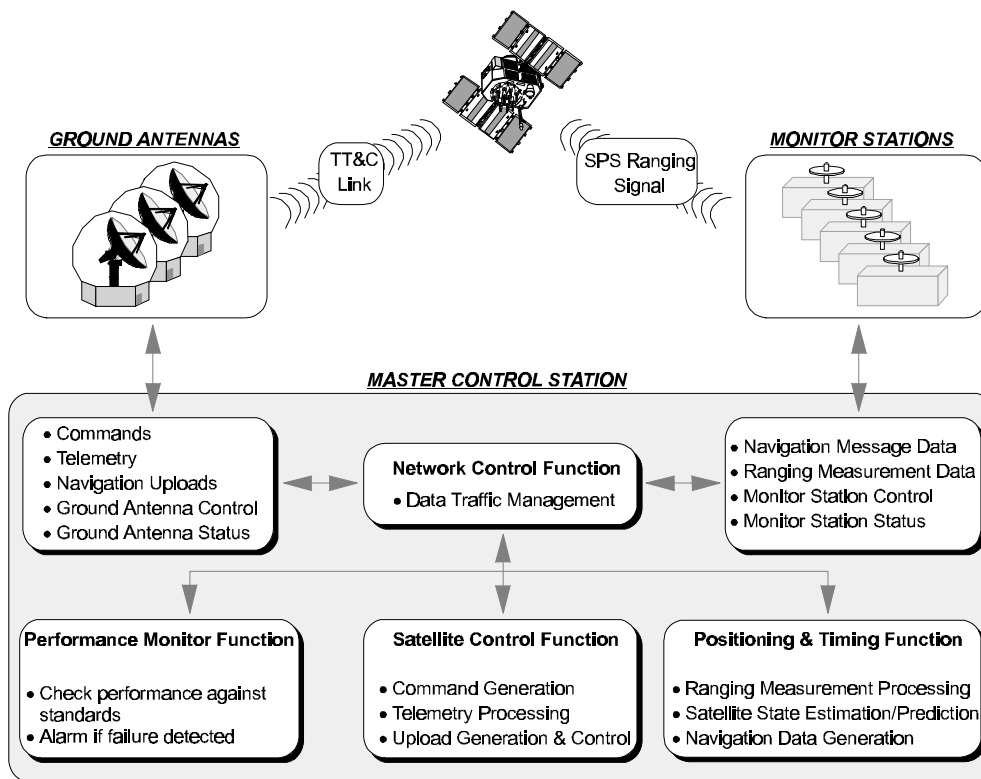 GROUND ANTENNAS
TT&C
Link
SPS Ranging
Signal
MONITOR STATIONS
MASTER CONTROL STATION
• Commands
• Telemetry
• Navigation Uploads
• Ground Antenna Control
• Ground Antenna Status
Network Control Function
• Data Traffic Management
• Navigation Message Data
• Ranging Measurement Data
• Monitor Station Control
• Monitor Station Status
Performance Monitor Function
• Check performance against
standards
• Alarm if failure detected
Satellite Control Function
• Command Generation
• Telemetry Processing
• Upload Generation & Control
Positioning & Timing Function
• Ranging Measurement Processing
• Satellite State Estimation/Prediction
• Navigation Data Generation